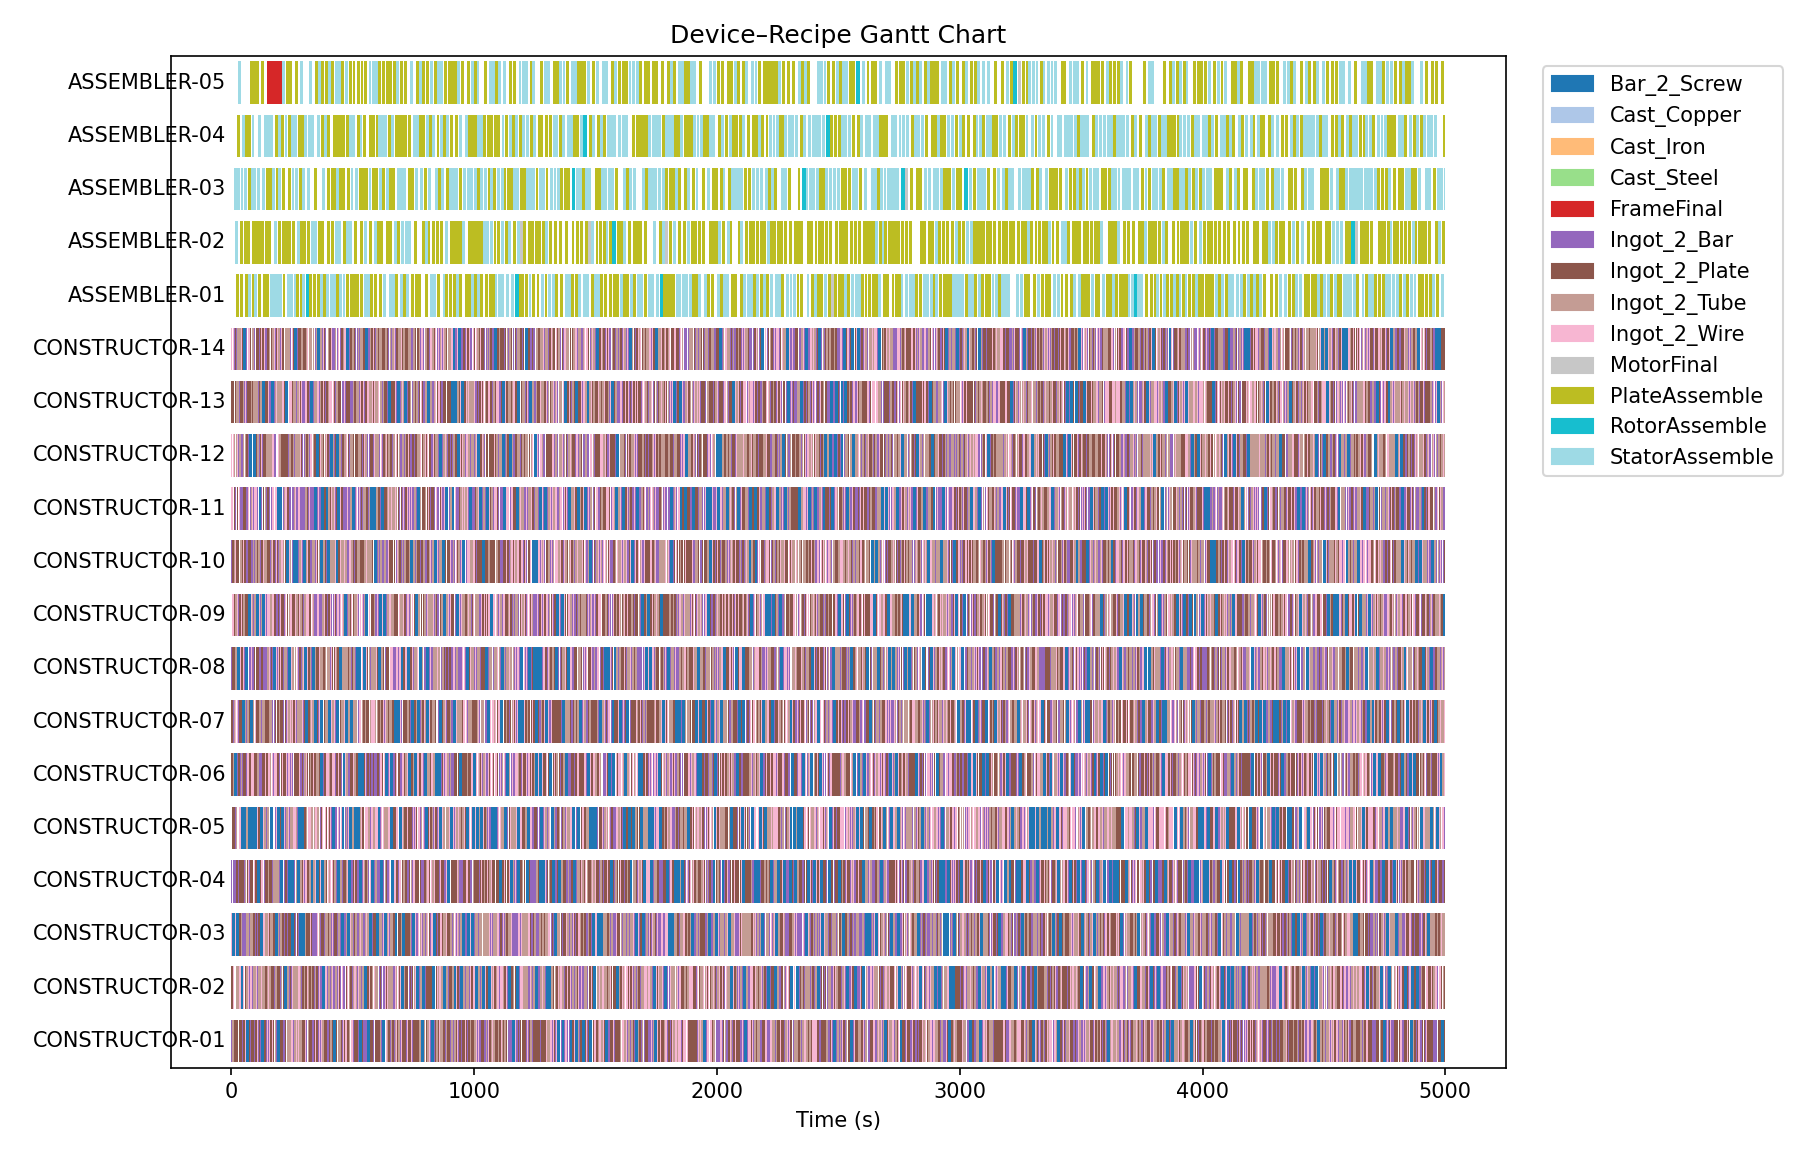 Device–Recipe Gantt Chart
ASSEMBLER-05
ASSEMBLER-04
ASSEMBLER-03
ASSEMBLER-02
ASSEMBLER-01
CONSTRUCTOR-14
CONSTRUCTOR-13
CONSTRUCTOR-12
CONSTRUCTOR-11
CONSTRUCTOR-10
CONSTRUCTOR-09
CONSTRUCTOR-08
CONSTRUCTOR-07
CONSTRUCTOR-06
CONSTRUCTOR-05
CONSTRUCTOR-04
CONSTRUCTOR-03
CONSTRUCTOR-02
CONSTRUCTOR-01
0 1000 2000 3000 4000 5000
Time (s)
Bar_2_Screw
Cast_Copper
Cast_Iron
Cast_Steel
FrameFinal
Ingot_2_Bar
Ingot_2_Plate
Ingot_2_Tube
Ingot_2_Wire
MotorFinal
PlateAssemble
RotorAssemble
StatorAssemble